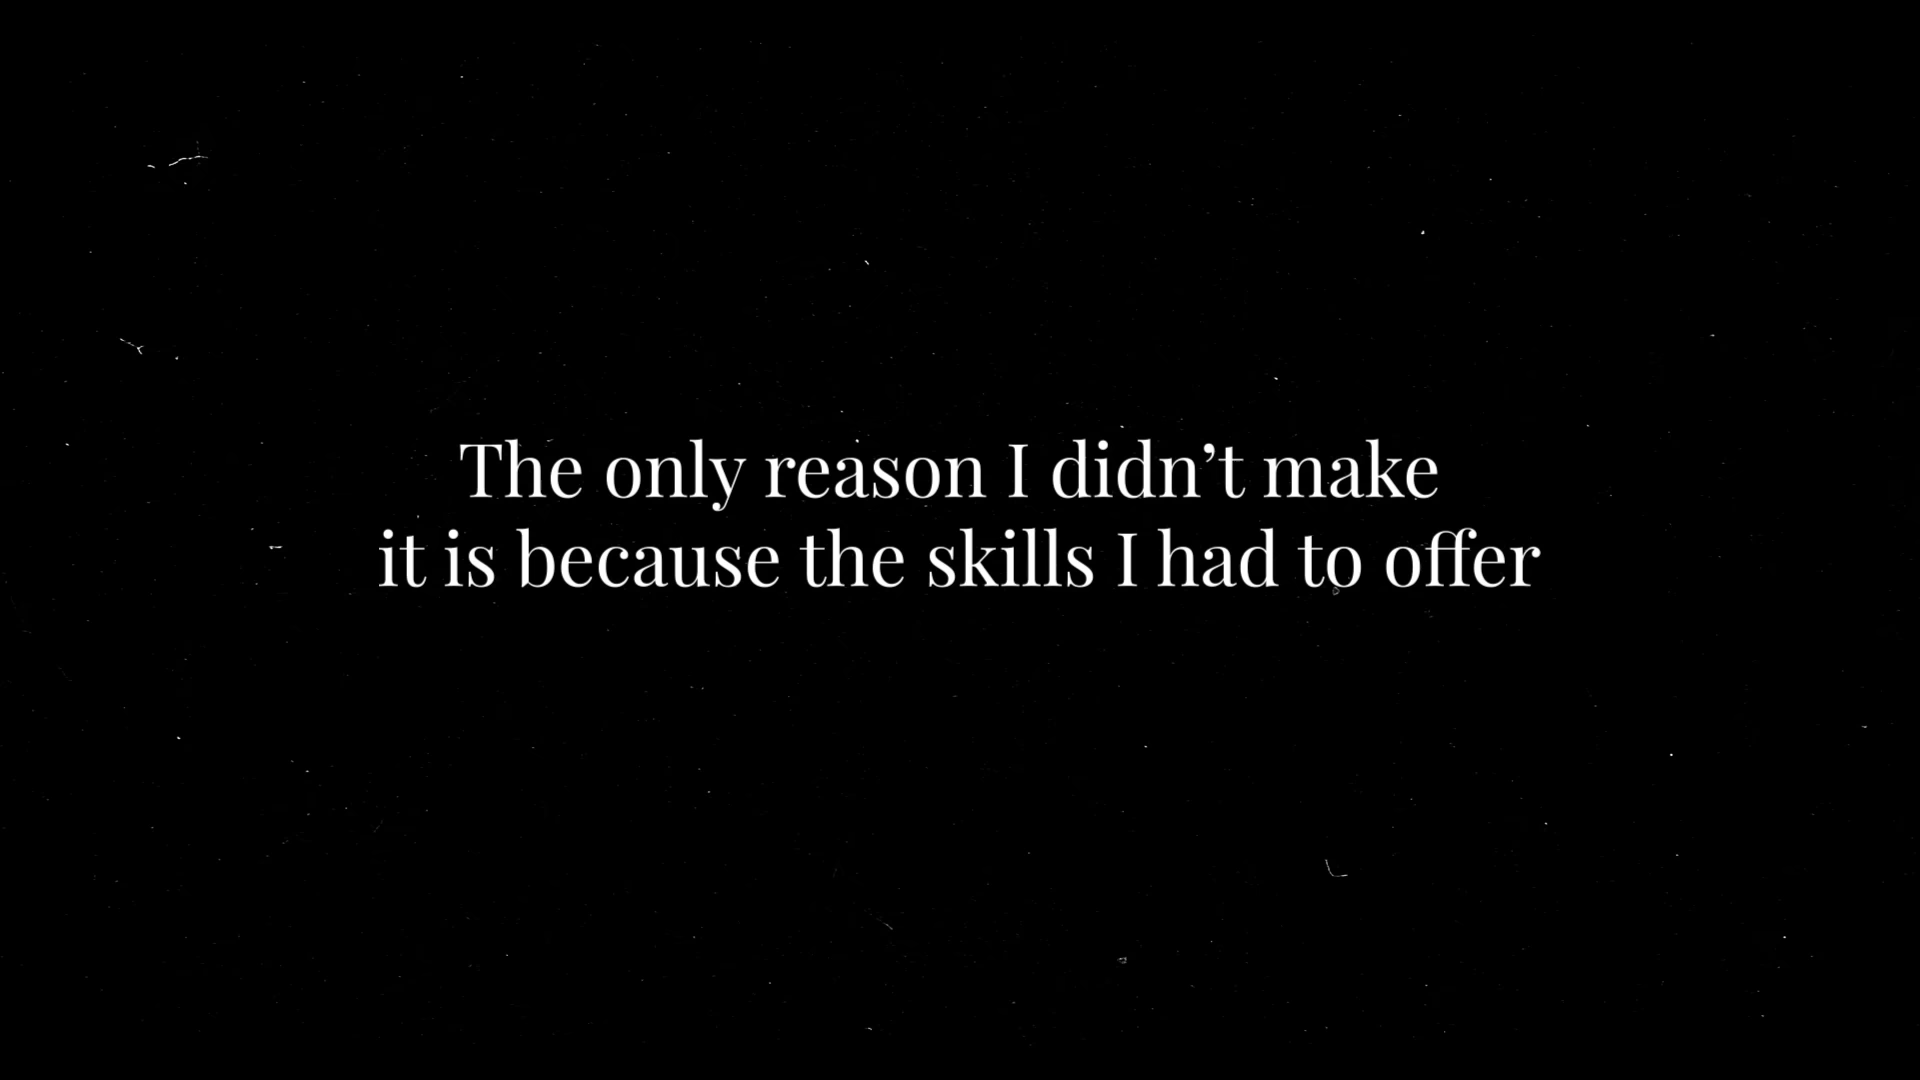 The only reason I didn’t make
it is because the skills I had to offer